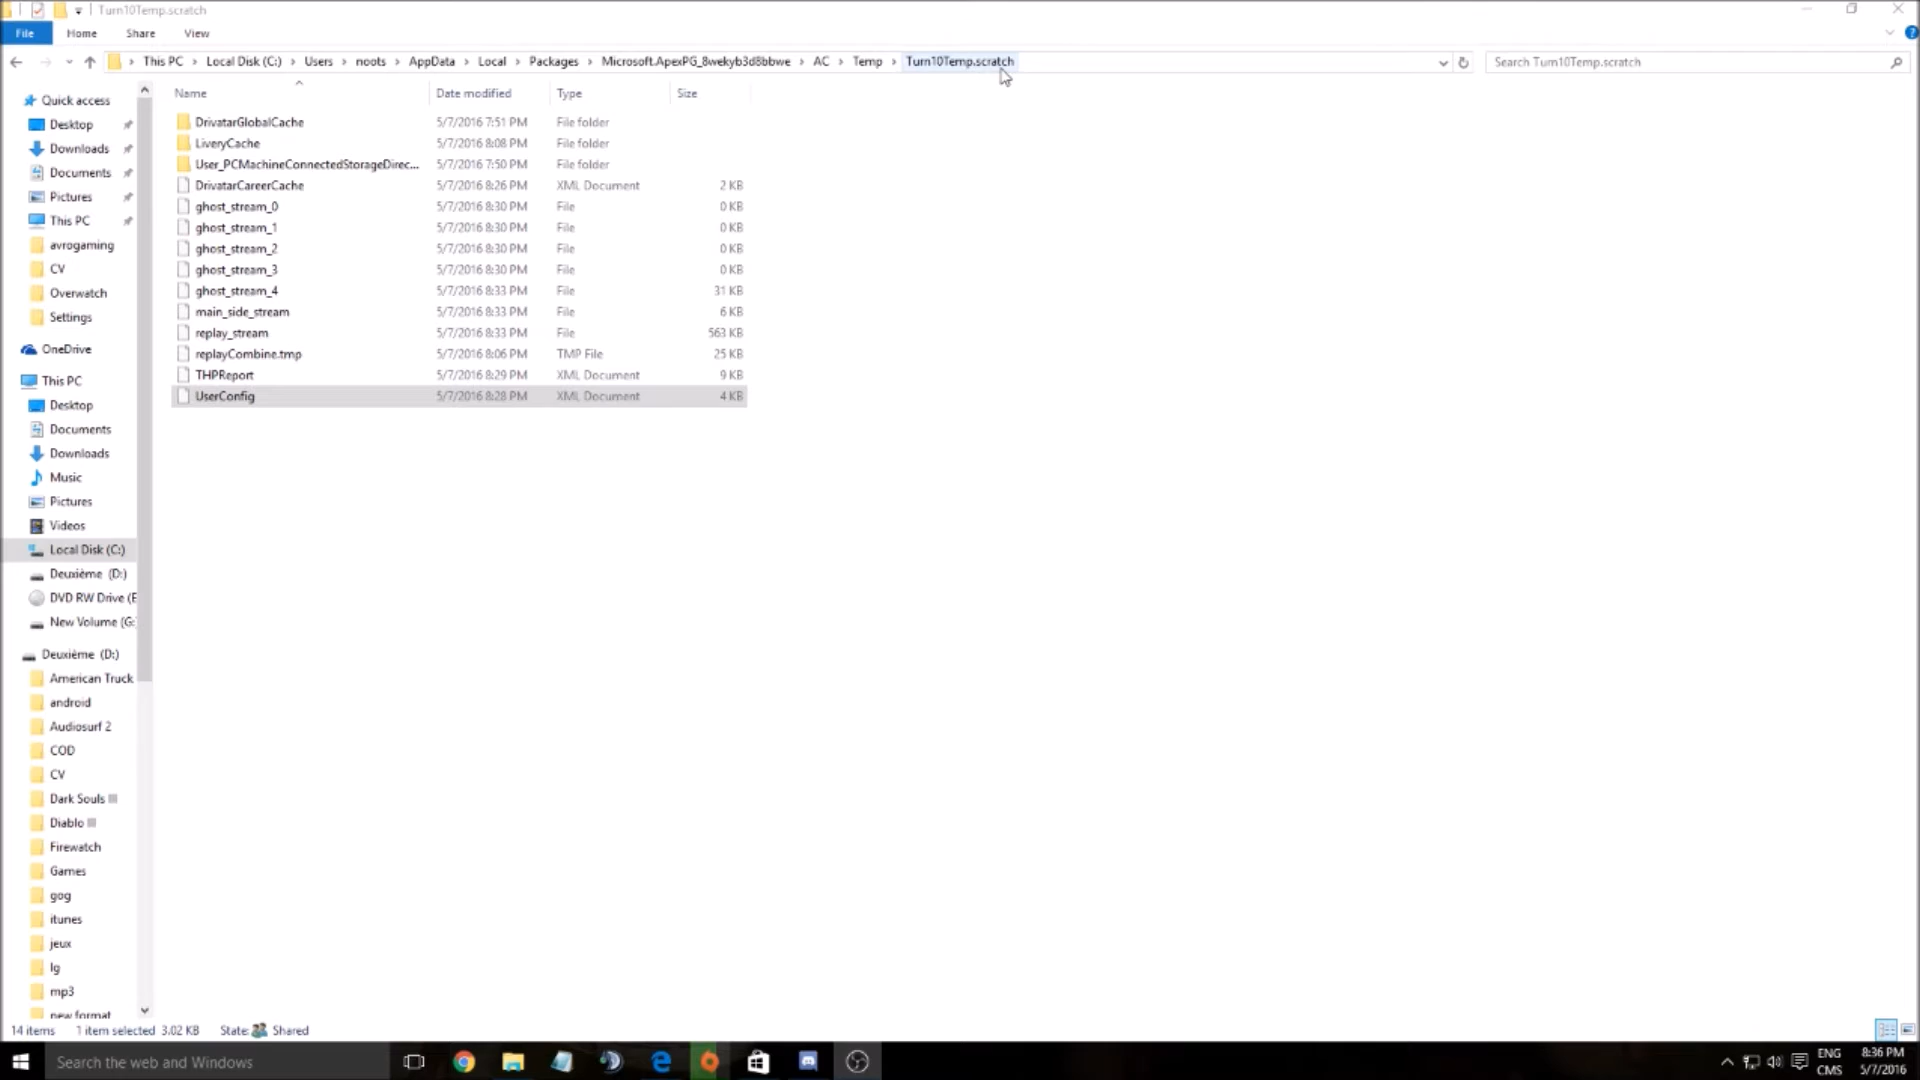 Turn10Temp.scratch
File Home Share View
This PC Local Disk (C:) Users noots AppData Local Packages Microsoft.ApexPG_8wekyb3d8bbwe AC Temp Turn10Temp.scratch
Search Turn10Temp.scratch
Name Date modified Type Size
DrivatarGlobalCache 5/7/2016 7:51 PM File folder
LiveryCache 5/7/2016 8:08 PM File folder
User_PCMachineConnectedStorageDirec... 5/7/2016 7:50 PM File folder
DrivatarCareerCache 5/7/2016 8:26 PM XML Document 2 KB
ghost_stream_0 5/7/2016 8:30 PM File 0 KB
ghost_stream_1 5/7/2016 8:30 PM File 0 KB
ghost_stream_2 5/7/2016 8:30 PM File 0 KB
ghost_stream_3 5/7/2016 8:30 PM File 0 KB
ghost_stream_4 5/7/2016 8:33 PM File 31 KB
main_side_stream 5/7/2016 8:33 PM File 6 KB
replay_stream 5/7/2016 8:33 PM File 563 KB
replayCombine.tmp 5/7/2016 8:06 PM TMP File 25 KB
THPReport 5/7/2016 8:29 PM XML Document 9 KB
UserConfig 5/7/2016 8:28 PM XML Document 4 KB
Quick access
Desktop
Downloads
Documents
Pictures
This PC
avrogaming
CV
Overwatch
Settings
OneDrive
This PC
Desktop
Documents
Downloads
Music
Pictures
Videos
Local Disk (C:)
Deuxième (D:)
DVD RW Drive (E
New Volume (G:
Deuxième (D:)
American Truck
android
Audiosurf 2
COD
CV
Dark Souls
Diablo
Firewatch
Games
gog
itunes
jeux
lg
mp3
new format
14 items 1 item selected 3.02 KB State: Shared
Search the web and Windows
ENG
CMS
8:36 PM
5/7/2016